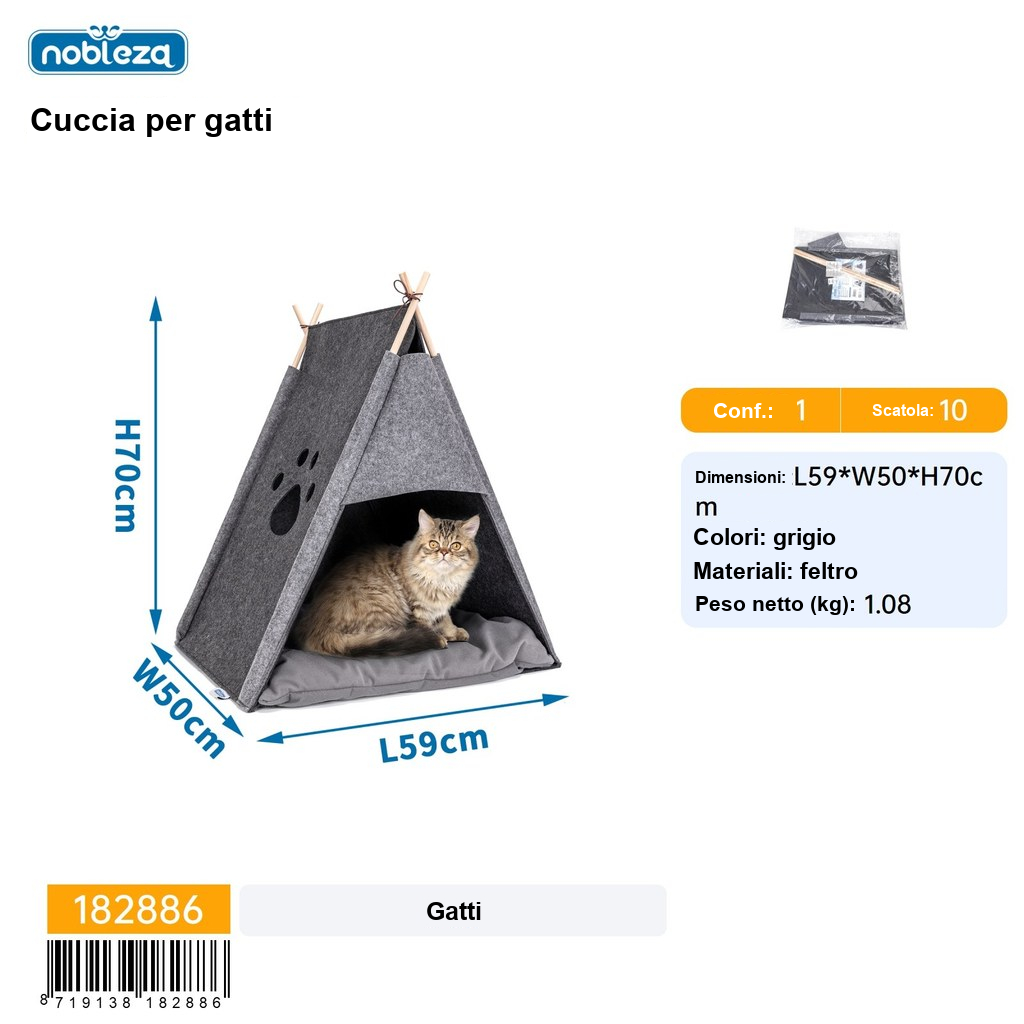 nobleza
Cuccia per gatti
H70cm
W50cm
L59cm
Conf.: 1
Scatola: 10
Dimensioni: L59*W50*H70c
m
Colori: grigio
Materiali: feltro
Peso netto (kg): 1.08
182886
Gatti
8 719138 182886